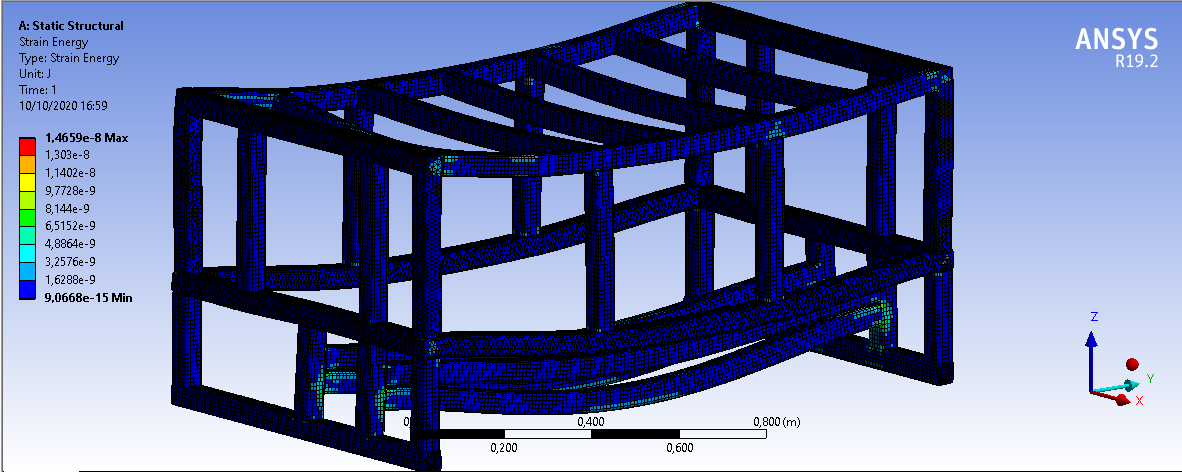 A: Static Structural
Strain Energy
Type: Strain Energy
Unit: J
Time: 1
10/10/2020 16:59
1,4659e-8 Max
1,303e-8
1,1402e-8
9,7728e-9
8,144e-9
6,5152e-9
4,8864e-9
3,2576e-9
1,6288e-9
9,0668e-15 Min
ANSYS
R19.2
Z
Y
X
0,400
0,800 (m)
0,200
0,600